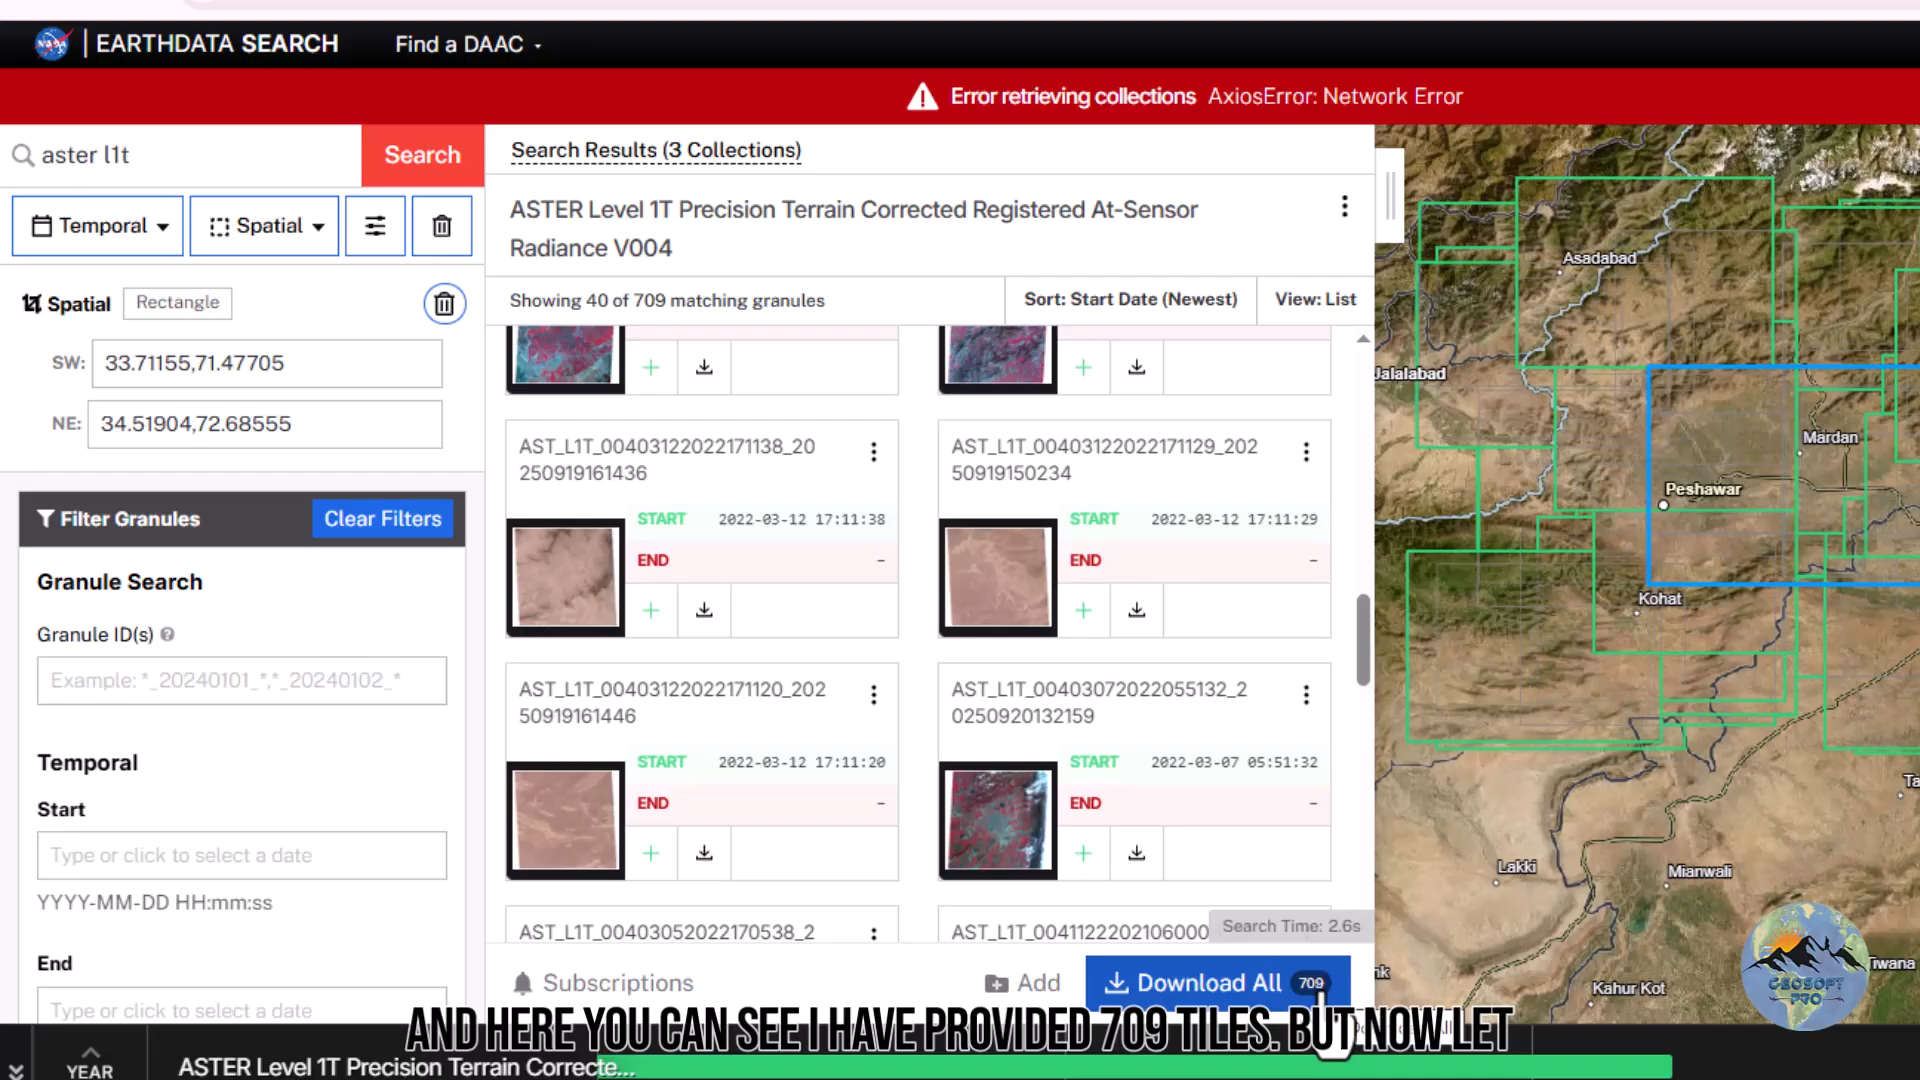 EARTHDATA SEARCH
Find a DAAC
Error retrieving collections AxiosError: Network Error
aster l1t
Search
Temporal
Spatial
Spatial
Rectangle
SW:
33.71155,71.47705
NE:
34.51904,72.68555
Filter Granules
Clear Filters
Granule Search
Granule ID(s)
Example: *_20240101_*,*_20240102_*
Temporal
Start
Type or click to select a date
YYYY-MM-DD HH:mm:ss
End
Type or click to select a date
Search Results (3 Collections)
ASTER Level 1T Precision Terrain Corrected Registered At-Sensor
Radiance V004
Showing 40 of 709 matching granules
Sort: Start Date (Newest)
View: List
AST_L1T_00403122022171138_20
250919161436
START 2022-03-12 17:11:38
END –
AST_L1T_00403122022171129_202
50919150234
START 2022-03-12 17:11:29
END –
AST_L1T_00403122022171120_202
50919161446
START 2022-03-12 17:11:20
END –
AST_L1T_00403072022055132_2
0250920132159
START 2022-03-07 05:51:32
END –
AST_L1T_00403052022170538_2
AST_L1T_00411222021060000
Search Time: 2.6s
Subscriptions
Add
Download All 709
Asadabad
Jalalabad
Mardan
Peshawar
Kohat
Lakki
Mianwali
Kahur Kot
Tiwana
GEOSOFT
PRO
AND HERE YOU CAN SEE I HAVE PROVIDED 709 TILES. BUT NOW LET
YEAR
ASTER Level 1T Precision Terrain Correcte...